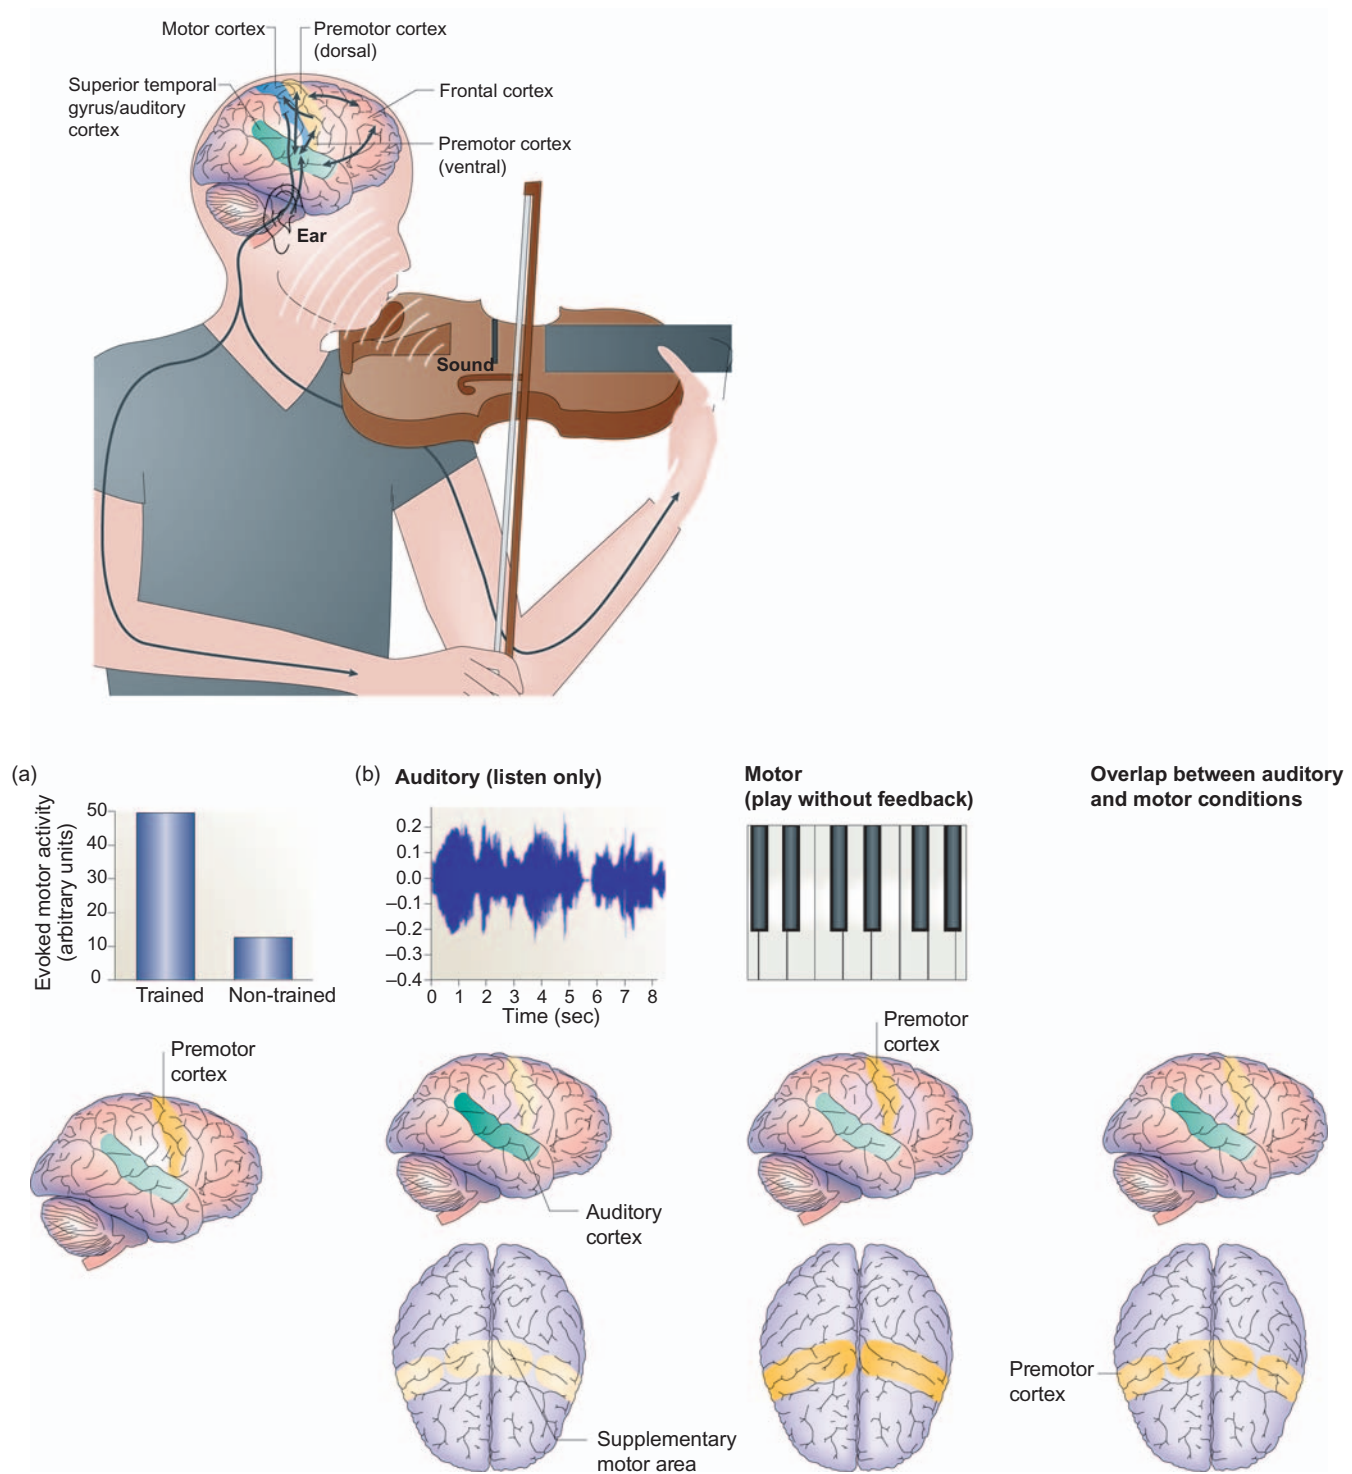 Motor cortex
Premotor cortex
(dorsal)
Superior temporal
gyrus/auditory
cortex
Frontal cortex
Premotor cortex
(ventral)
Ear
Sound
(a)
Evoked motor activity
(arbitrary units)
50
40
30
20
10
0
Trained
Non-trained
Premotor
cortex
(b)
Auditory (listen only)
0.2
0.1
0.0
–0.1
–0.2
–0.3
–0.4
0 1 2 3 4 5 6 7 8
Time (sec)
Auditory
cortex
Supplementary
motor area
Motor
(play without feedback)
Premotor
cortex
Overlap between auditory
and motor conditions
Premotor
cortex